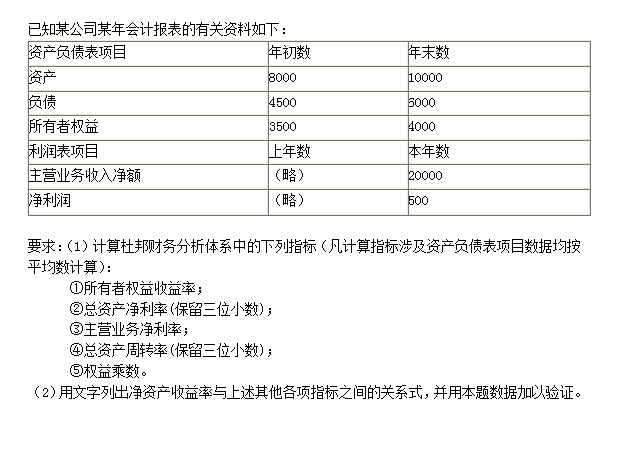 已知某公司某年会计报表的有关资料如下：
资产负债表项目 年初数 年末数
资产 8000 10000
负债 4500 6000
所有者权益 3500 4000
利润表项目 上年数 本年数
主营业务收入净额 （略） 20000
净利润 （略） 500
要求：（1）计算杜邦财务分析体系中的下列指标（凡计算指标涉及资产负债表项目数据均按
平均数计算）：
①所有者权益收益率；
②总资产净利率(保留三位小数)；
③主营业务净利率；
④总资产周转率(保留三位小数)；
⑤权益乘数。
（2）用文字列出净资产收益率与上述其他各项指标之间的关系式，并用本题数据加以验证。